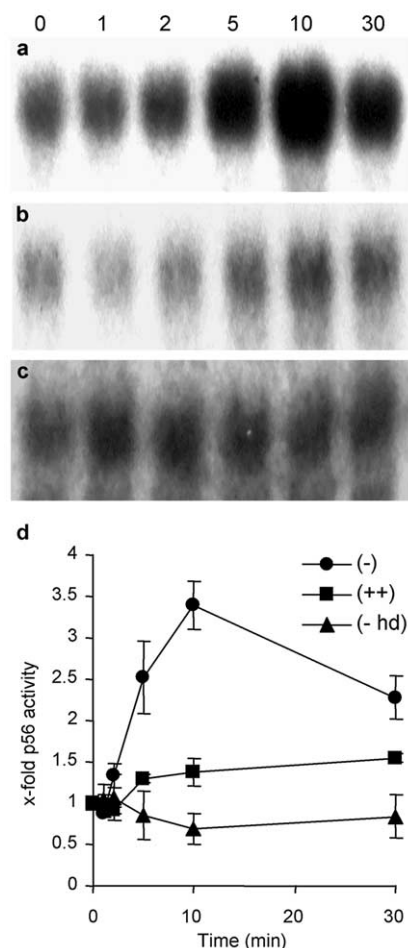 0 1 2 5 10 30
a
b
c
d
4
3.5
3
2.5
2
1.5
1
0.5
0
x-fold p56 activity
(-)
(++)
(- hd)
0 10 20 30
Time (min)